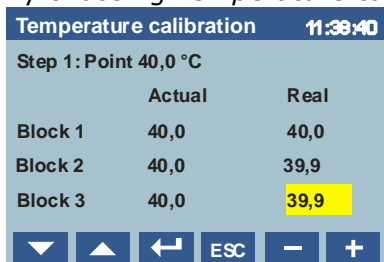 Temperature calibration 11:38:40
Step 1: Point 40,0 °C
Actual Real
Block 1 40,0 40,0
Block 2 40,0 39,9
Block 3 40,0 39,9
ESC − +